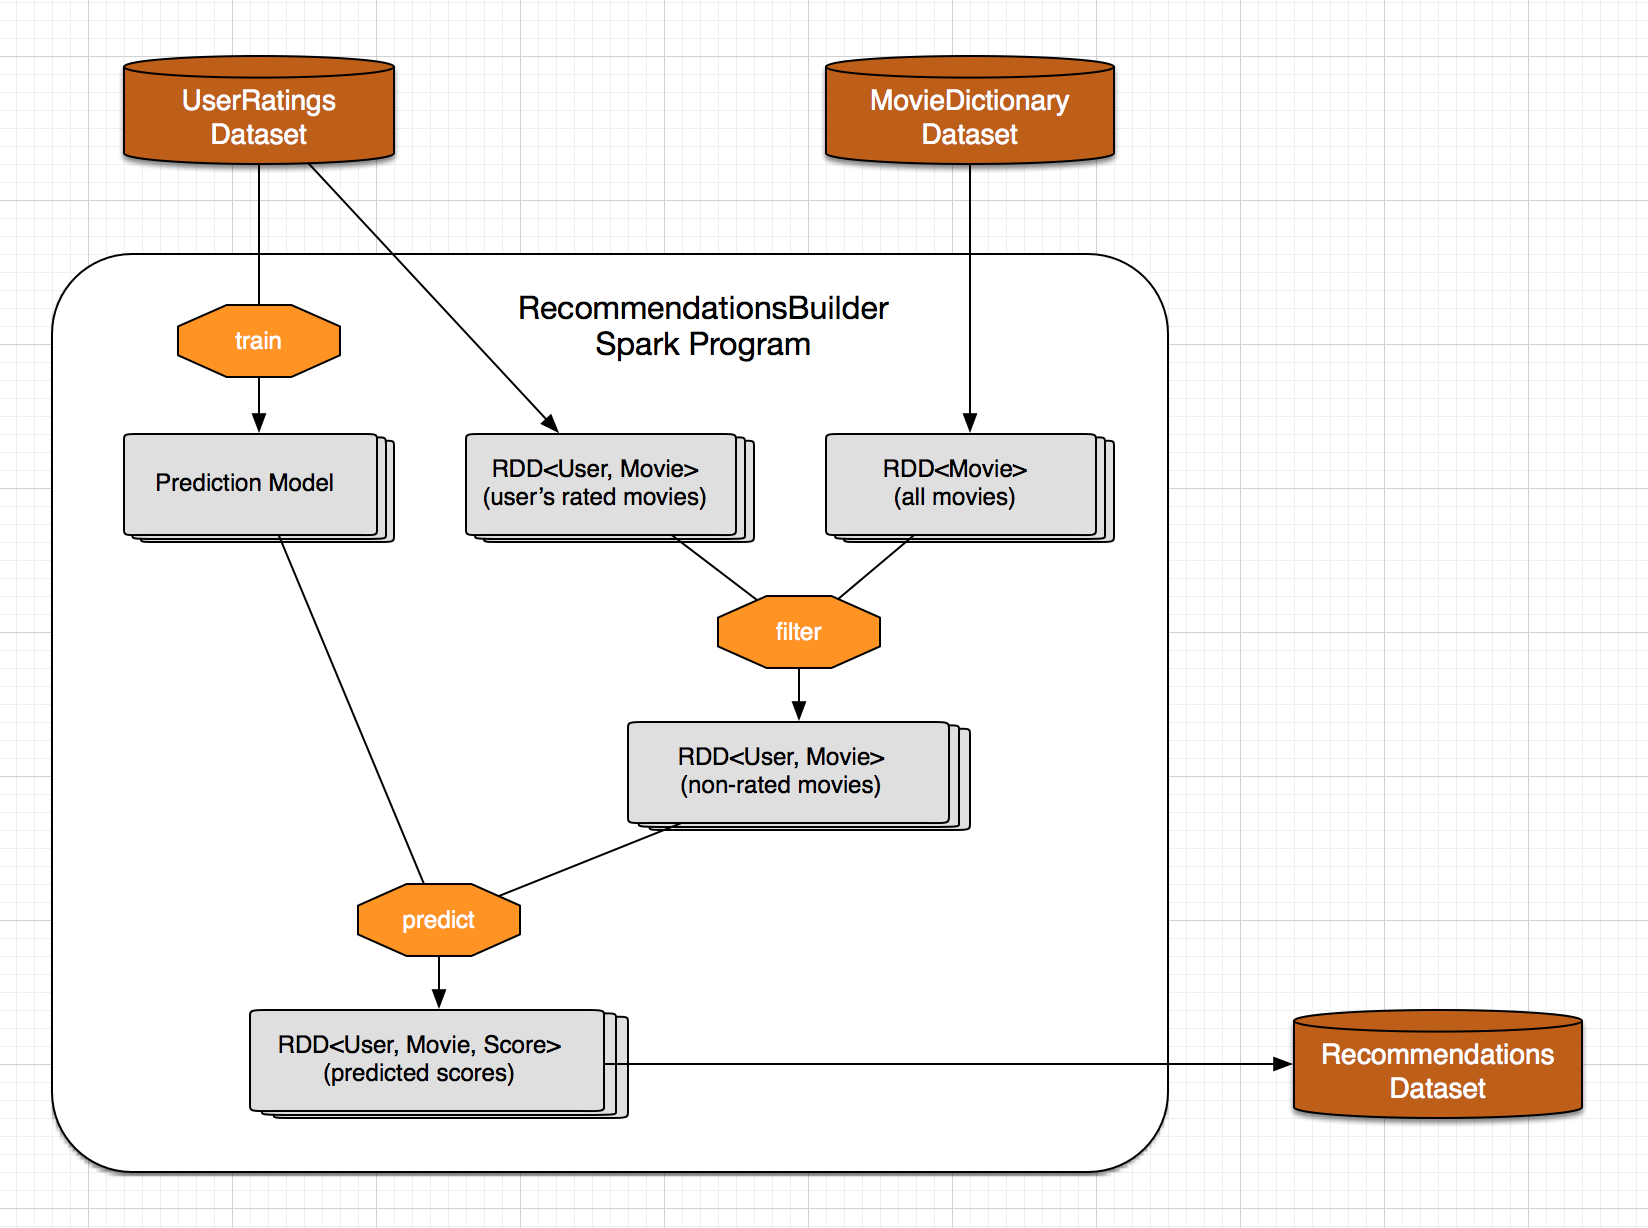 UserRatings
Dataset
MovieDictionary
Dataset
RecommendationsBuilder
Spark Program
train
Prediction Model
RDD<User, Movie>
(user’s rated movies)
RDD<Movie>
(all movies)
filter
RDD<User, Movie>
(non-rated movies)
predict
RDD<User, Movie, Score>
(predicted scores)
Recommendations
Dataset